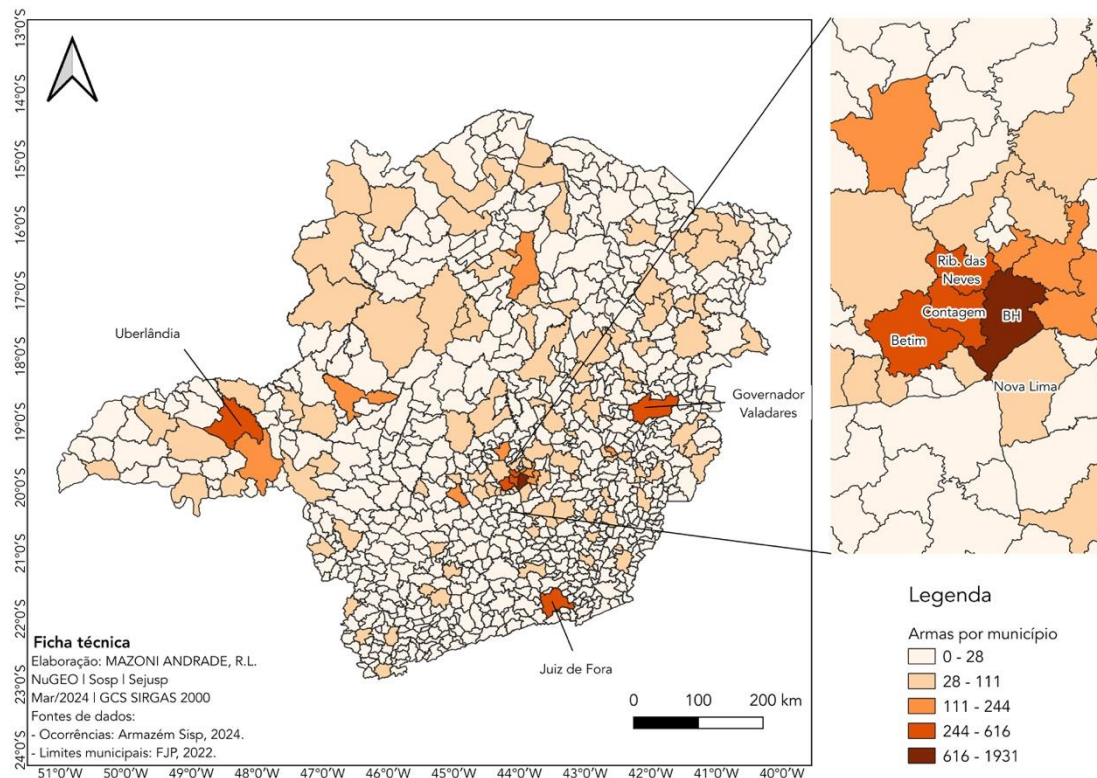 13°0'S
14°0'S
15°0'S
16°0'S
17°0'S
18°0'S
19°0'S
20°0'S
21°0'S
22°0'S
23°0'S
24°0'S
Uberlândia
Governador
Valadares
Juiz de Fora
Rib. das
Neves
Contagem
BH
Betim
Nova Lima
Ficha técnica
Elaboração: MAZONI ANDRADE, R.L.
NuGEO | Sosp | Sejusp
Mar/2024 | GCS SIRGAS 2000
Fontes de dados:
- Ocorrências: Armazém Sisp, 2024.
- Limites municipais: FJP, 2022.
0 100 200 km
51°0'W 50°0'W 49°0'W 48°0'W 47°0'W 46°0'W 45°0'W 44°0'W 43°0'W 42°0'W 41°0'W 40°0'W
Legenda
Armas por município
0 - 28
28 - 111
111 - 244
244 - 616
616 - 1931